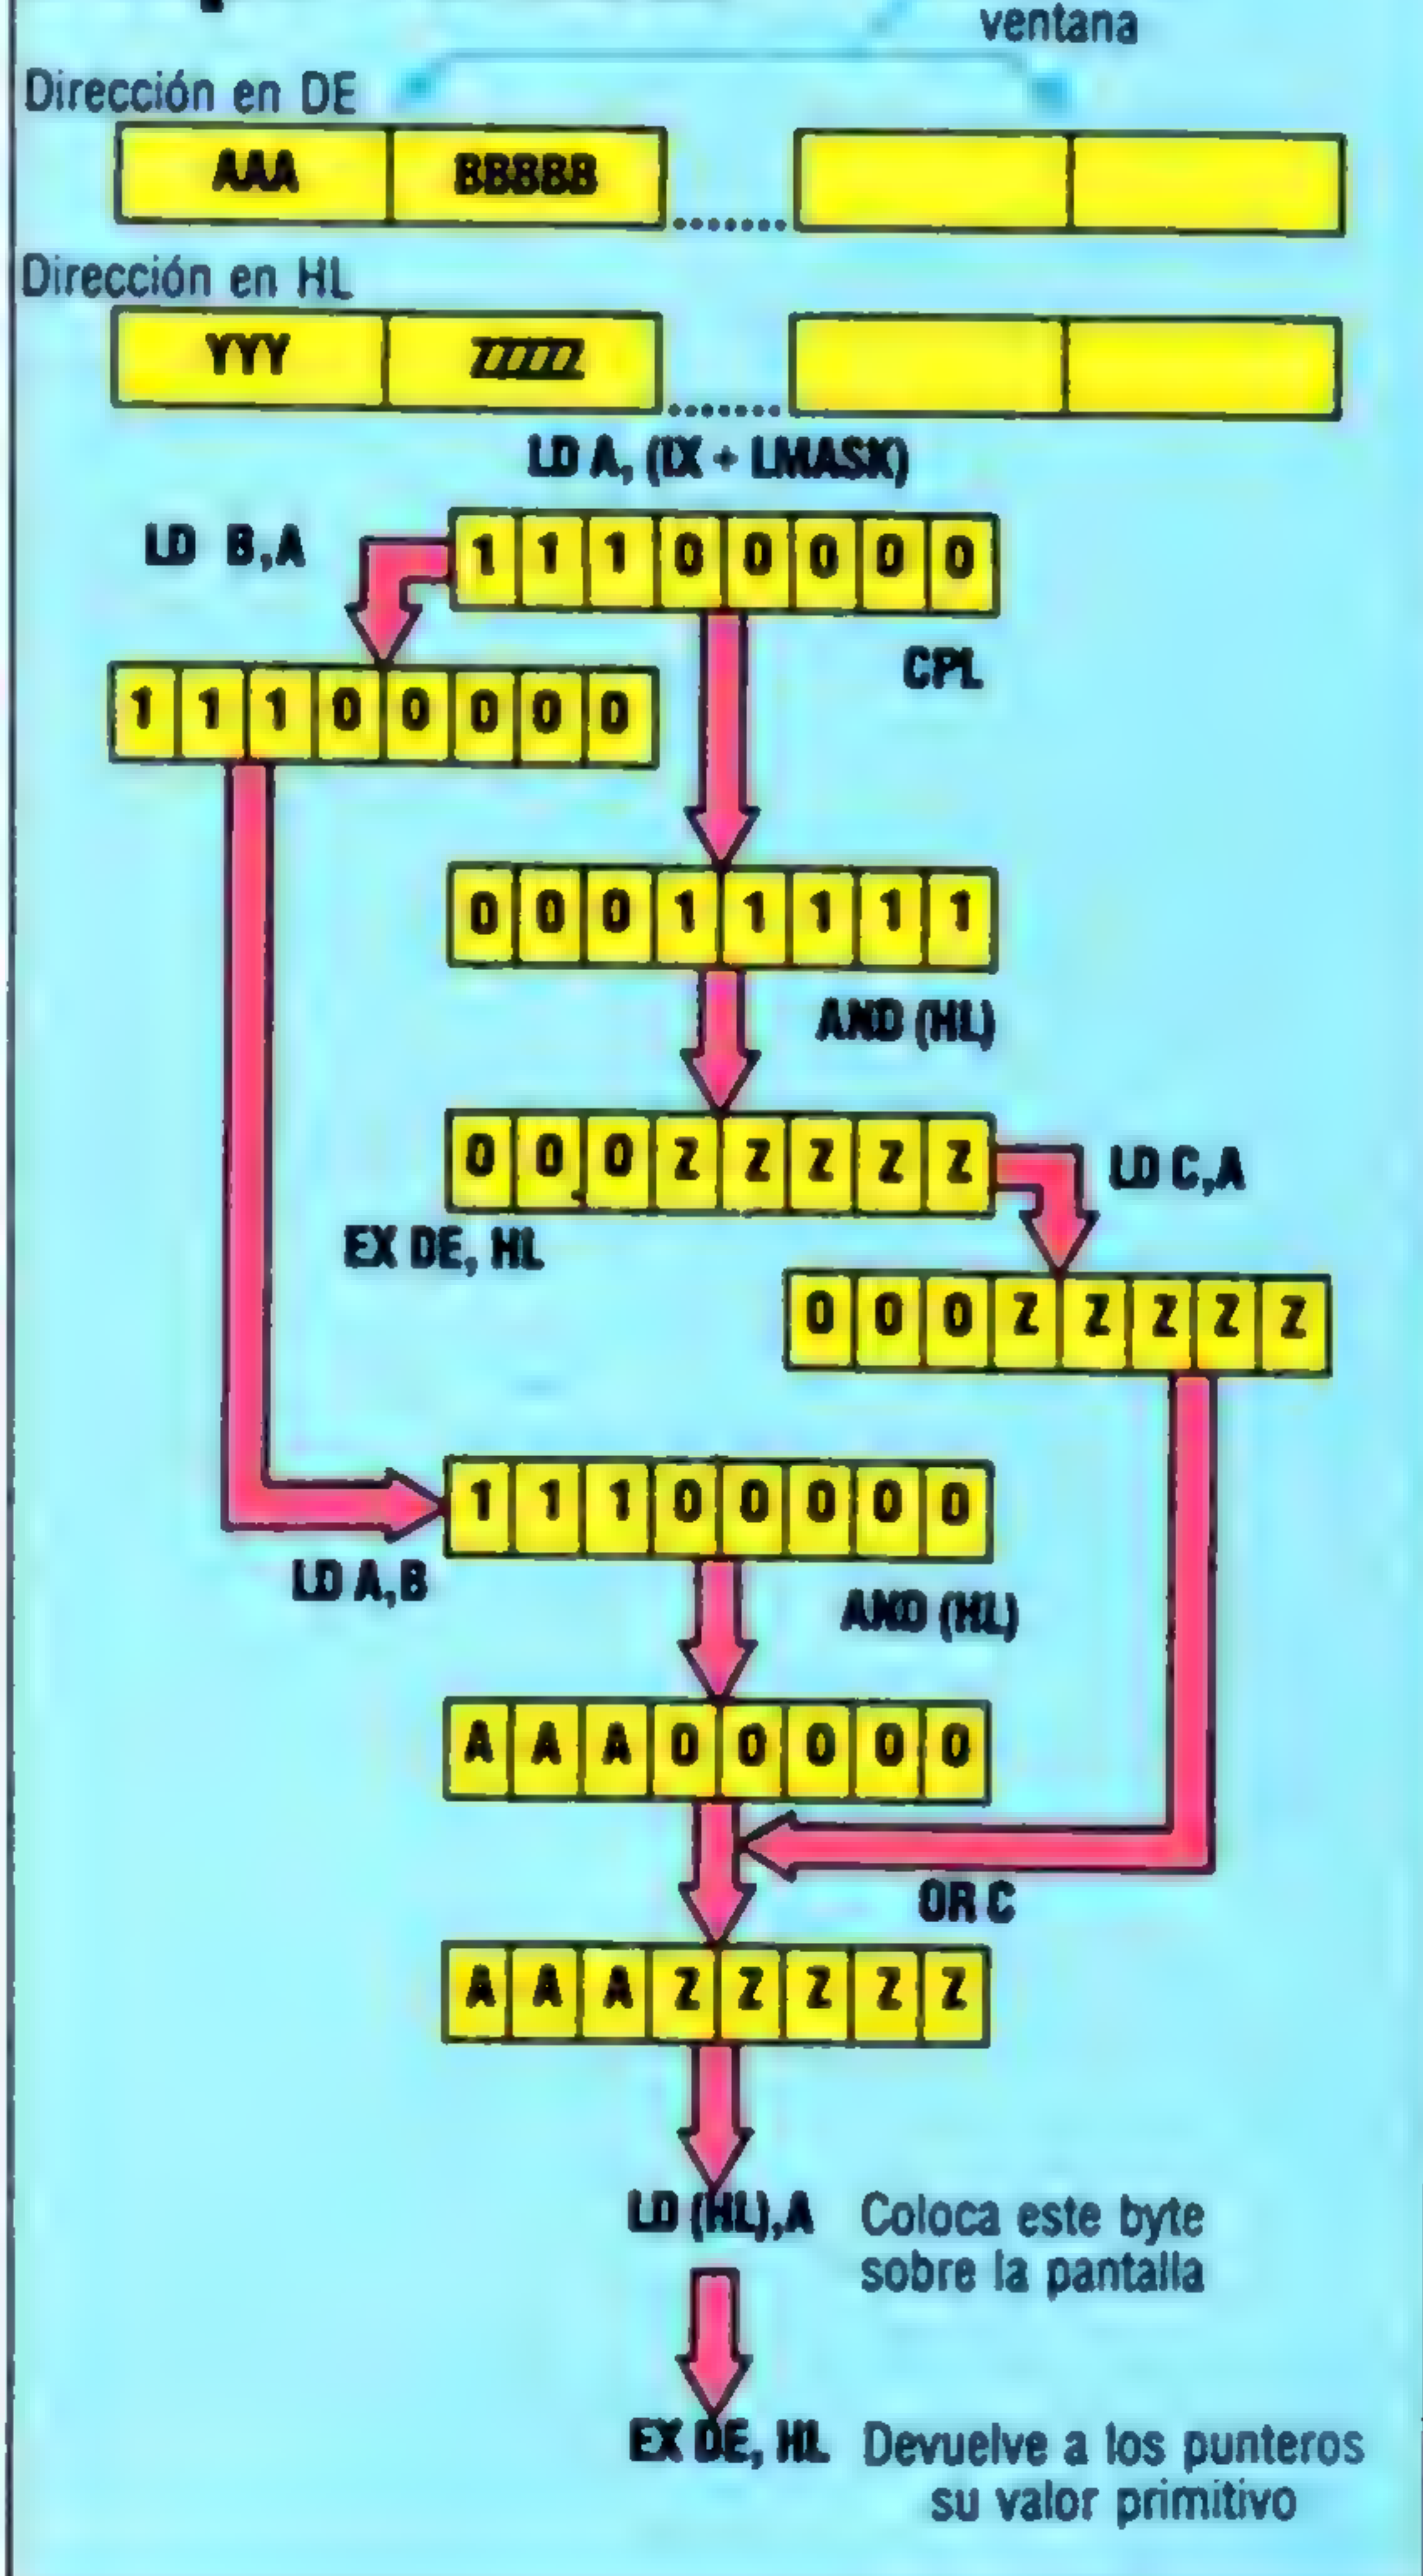 ventana
Dirección en DE
AAA BBBBB
Dirección en HL
YYY ZZZZZ
LD A, (IX + LMASK)
LD B,A
1 1 1 0 0 0 0 0
CPL
1 1 1 0 0 0 0 0
0 0 0 1 1 1 1 1
AND (HL)
0 0 0 Z Z Z Z Z
LD C,A
EX DE, HL
0 0 0 Z Z Z Z Z
1 1 1 0 0 0 0 0
LD A,B
AND (HL)
A A A 0 0 0 0 0
OR C
A A A Z Z Z Z Z
LD (HL),A Coloca este byte
sobre la pantalla
EX DE, HL Devuelve a los punteros
su valor primitivo